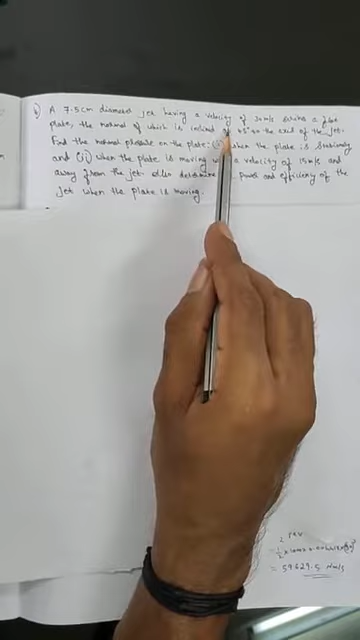 b) A 7.5cm diameter jet having a velocity of 30 m/s strikes a flat
plate, the normal of which is inclined at 45° to the axis of the jet.
Find the normal pressure on the plate: (i) when the plate is stationary
and (ii) when the plate is moving with a velocity of 15 m/s and
away from the jet. Also determine power and efficiency of the
jet when the plate is moving.
= 59629.5 Nm/s